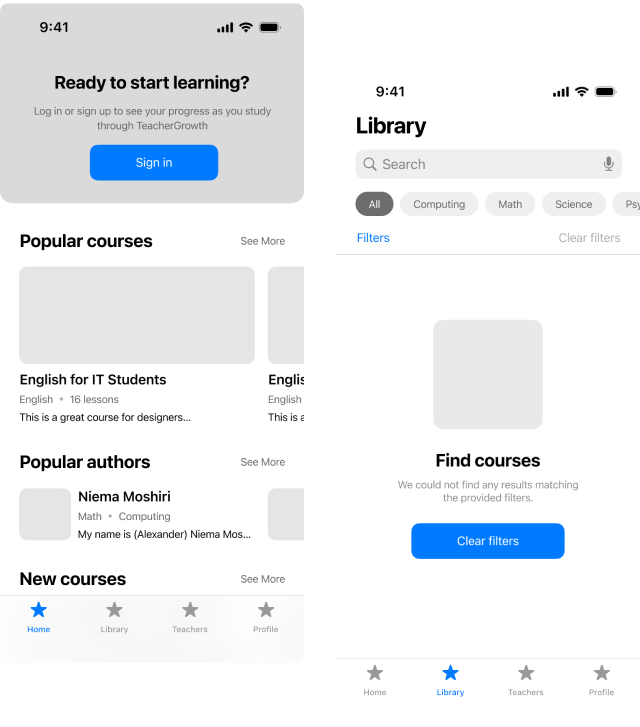 9:41
Ready to start learning?
Log in or sign up to see your progress as you study
through TeacherGrowth
Sign in
Popular courses
See More
English for IT Students
English • 16 lessons
This is a great course for designers...
Englis
English
This is a
Popular authors
See More
Niema Moshiri
Math • Computing
My name is (Alexander) Niema Mos...
New courses
See More
Home
Library
Teachers
Profile
9:41
Library
Search
All
Computing
Math
Science
Psy
Filters
Clear filters
Find courses
We could not find any results matching
the provided filters.
Clear filters
Home
Library
Teachers
Profile